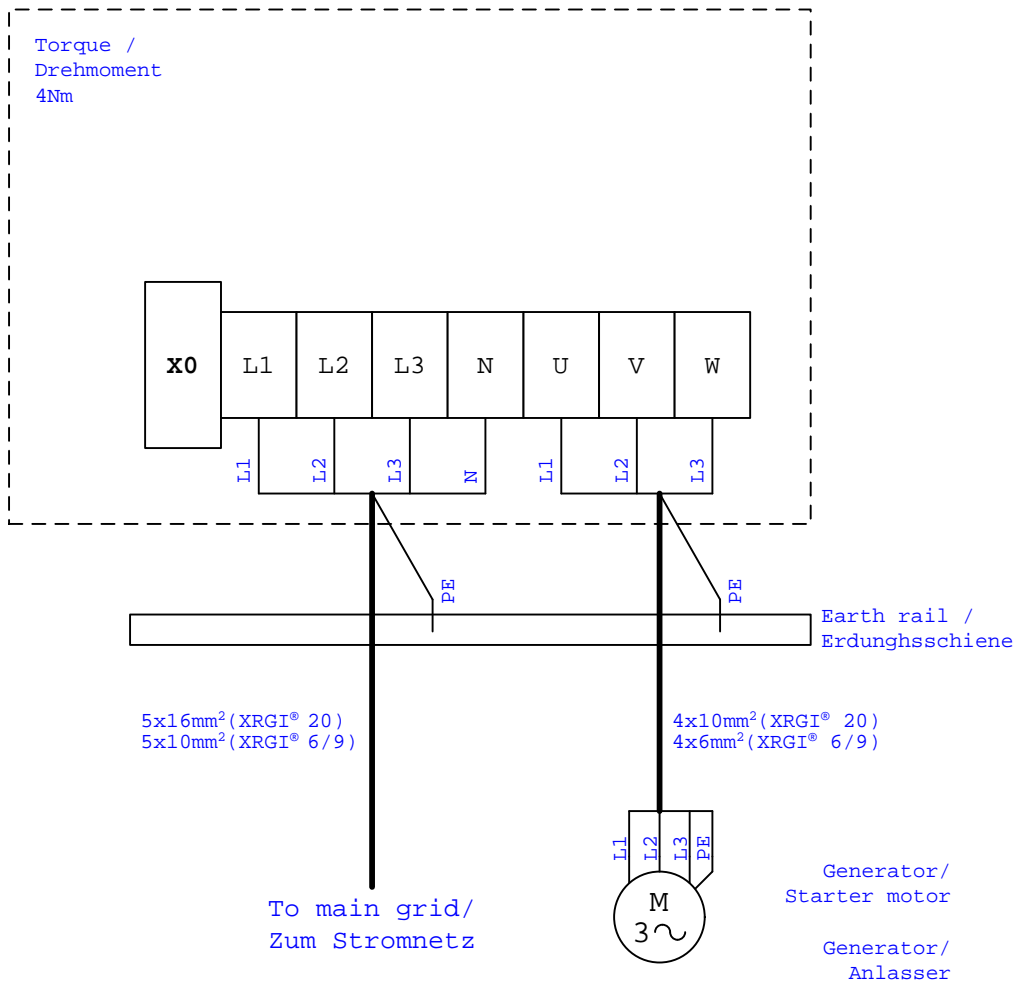 Torque /
Drehmoment
4Nm
X0 L1 L2 L3 N U V W
L1 L2 L3 N L1 L2 L3
PE PE
Earth rail /
Erdunghsschiene
5x16mm²(XRGI® 20)
5x10mm²(XRGI® 6/9)
4x10mm²(XRGI® 20)
4x6mm²(XRGI® 6/9)
L1 L2 L3 PE
M
3~
Generator/
Starter motor
Generator/
Anlasser
To main grid/
Zum Stromnetz